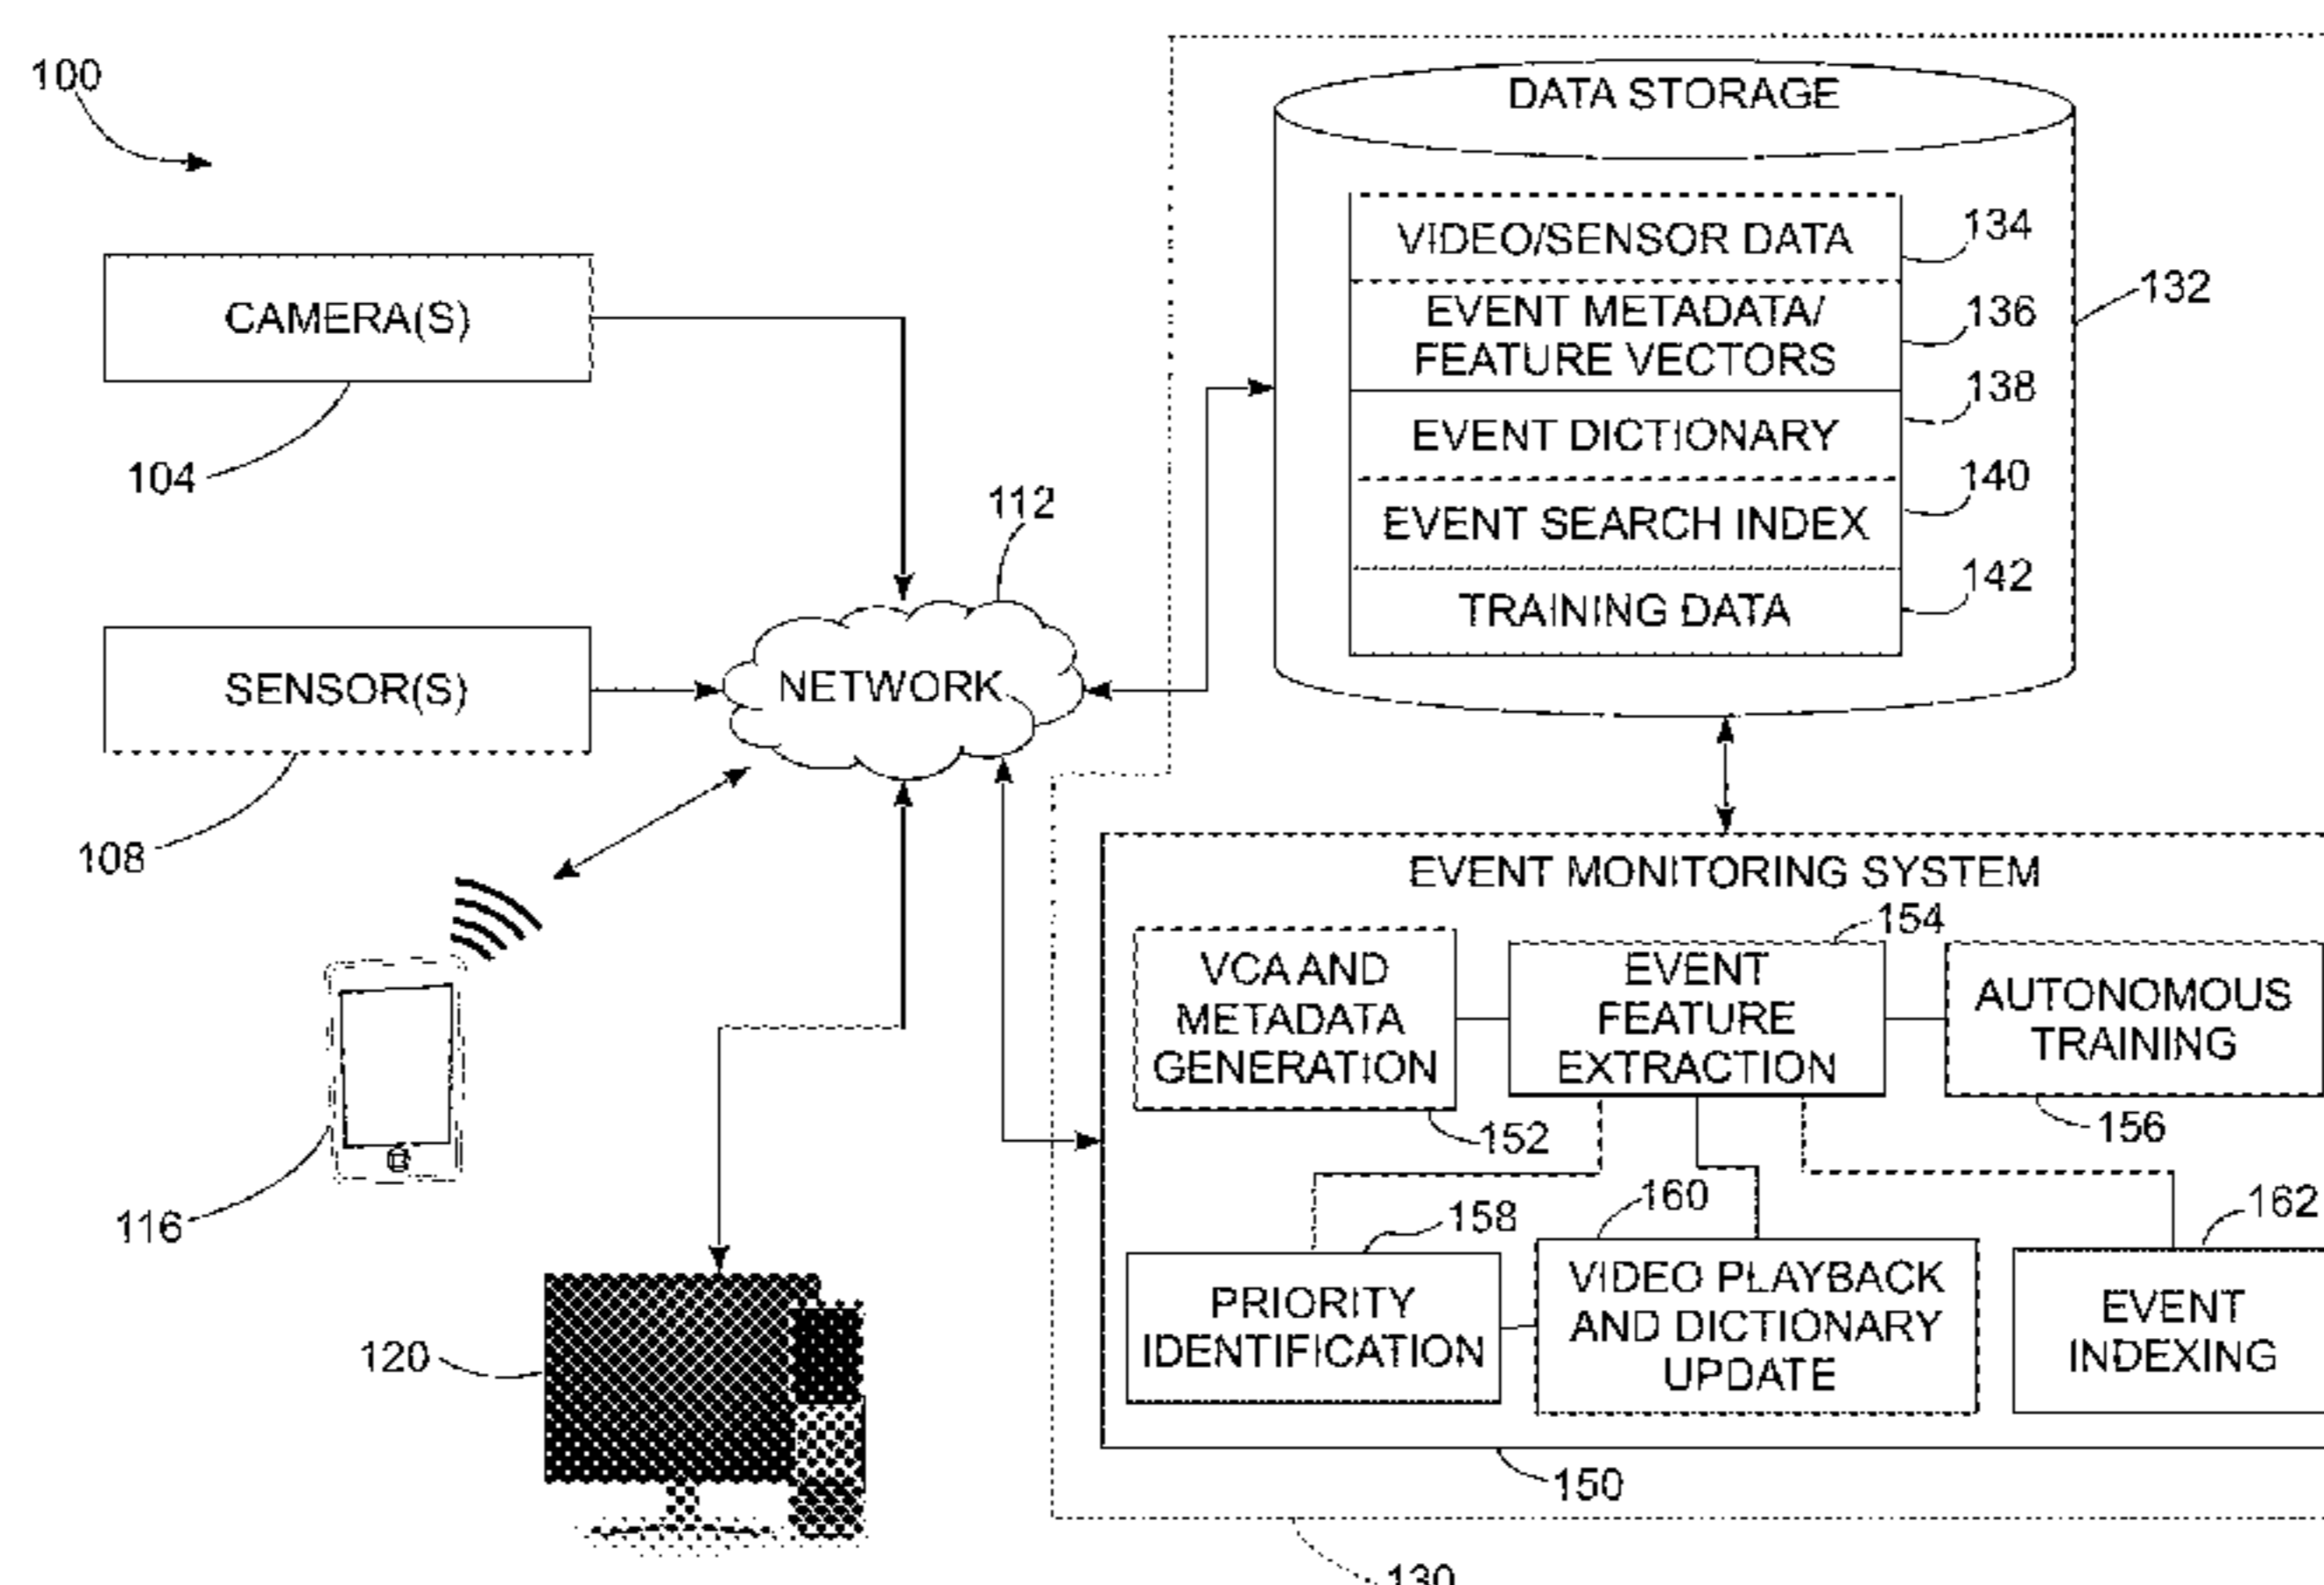 100
DATA STORAGE
VIDEO/SENSOR DATA
134
132
CAMERA(S)
EVENT METADATA/
FEATURE VECTORS
136
138
EVENT DICTIONARY
104
140
112
EVENT SEARCH INDEX
142
TRAINING DATA
SENSOR(S)
NETWORK
108
EVENT MONITORING SYSTEM
154
VCA AND
METADATA
GENERATION
EVENT
FEATURE
EXTRACTION
AUTONOMOUS
TRAINING
152
156
116
158
160
162
PRIORITY
IDENTIFICATION
VIDEO PLAYBACK
AND DICTIONARY
UPDATE
EVENT
INDEXING
120
150
130